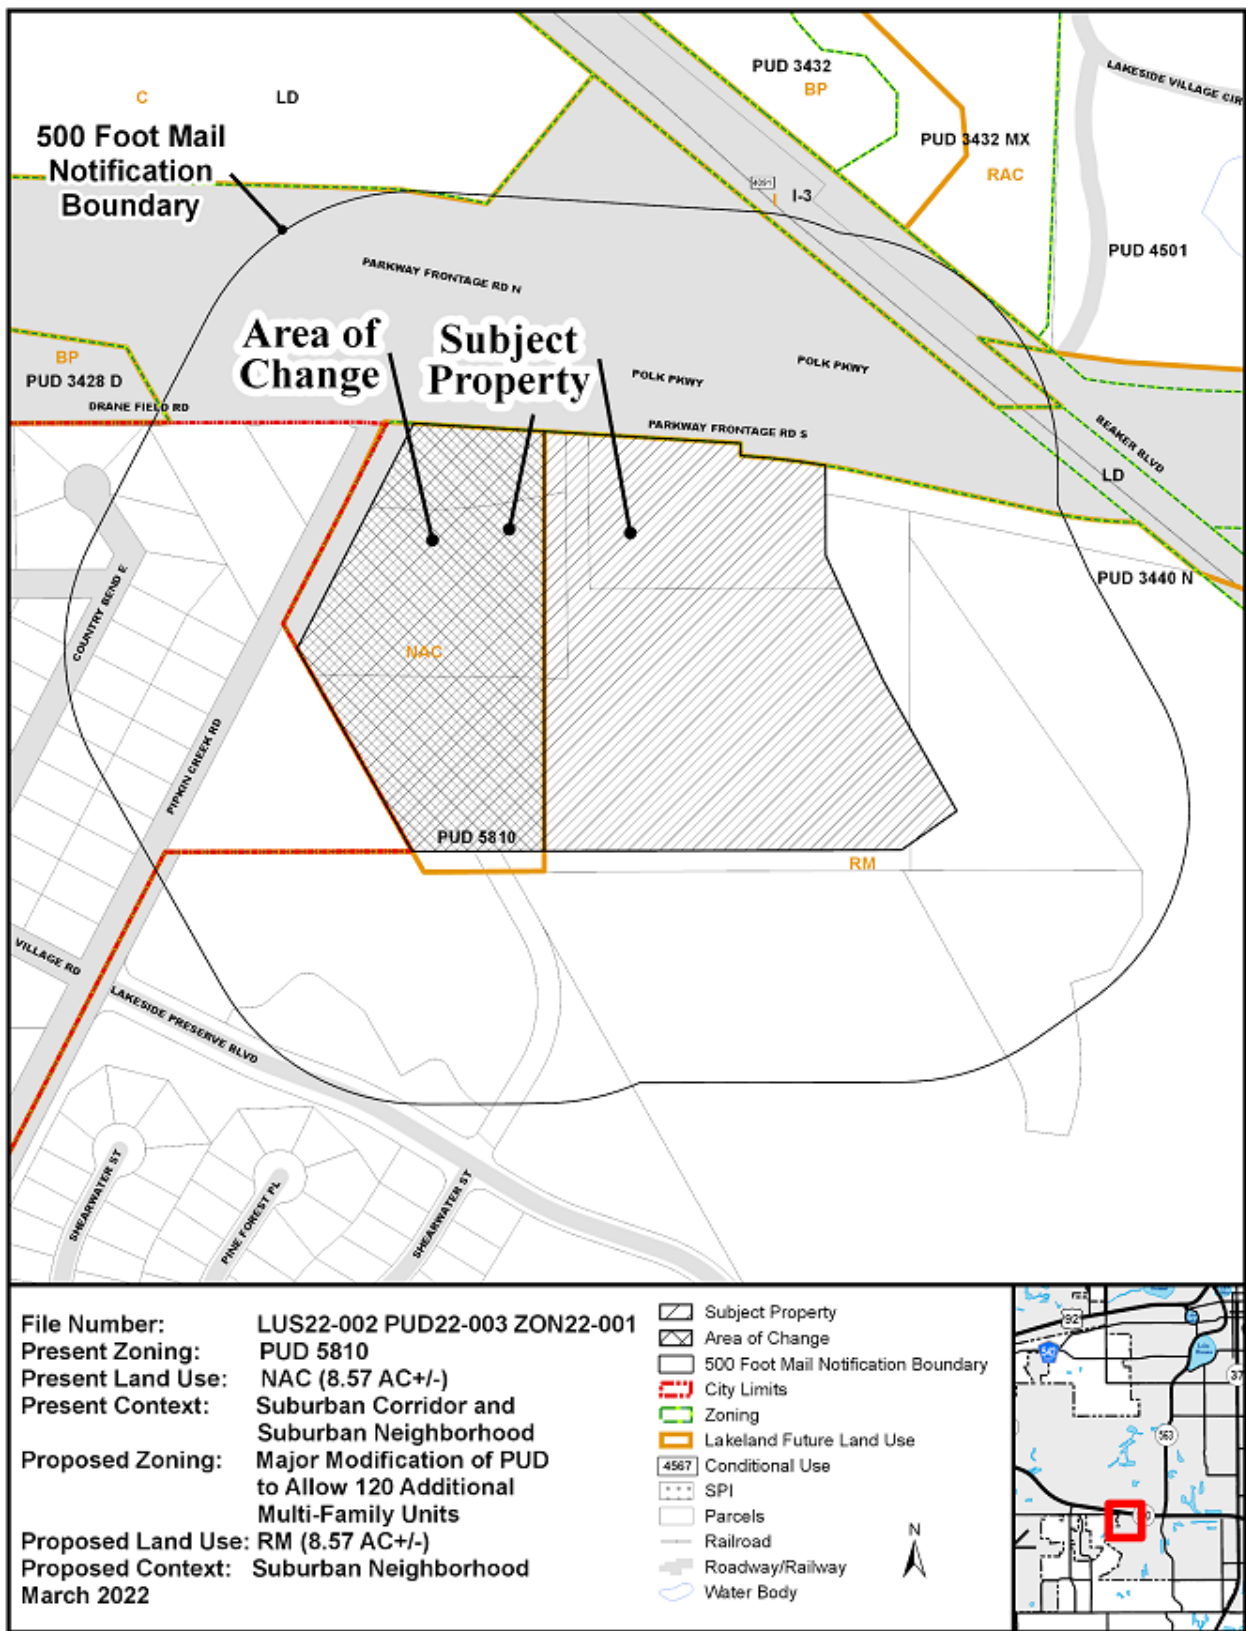 C
LD
500 Foot Mail
Notification
Boundary
PUD 3432
BP
LAKESIDE VILLAGE CIR
PUD 3432 MX
RAC
4091
I
I-3
PUD 4501
PARKWAY FRONTAGE RD N
Area of
Change
Subject
Property
BP
PUD 3428 D
DRANE FIELD RD
POLK PKWY
POLK PKWY
PARKWAY FRONTAGE RD S
REAKER BLVD
LD
PUD 3440 N
COUNTRY BEND E
NAC
PIPKIN CREEK RD
PUD 5810
RM
VILLAGE RD
LAKESIDE PRESERVE BLVD
SHEARWATER ST
PINE FOREST PL
SHEARWATER ST
File Number: LUS22-002 PUD22-003 ZON22-001
Present Zoning: PUD 5810
Present Land Use: NAC (8.57 AC+/-)
Present Context: Suburban Corridor and
Suburban Neighborhood
Proposed Zoning: Major Modification of PUD
to Allow 120 Additional
Multi-Family Units
Proposed Land Use: RM (8.57 AC+/-)
Proposed Context: Suburban Neighborhood
March 2022
Subject Property
Area of Change
500 Foot Mail Notification Boundary
City Limits
Zoning
Lakeland Future Land Use
4567 Conditional Use
SPI
Parcels
Railroad
Roadway/Railway
Water Body
N
92
37
563